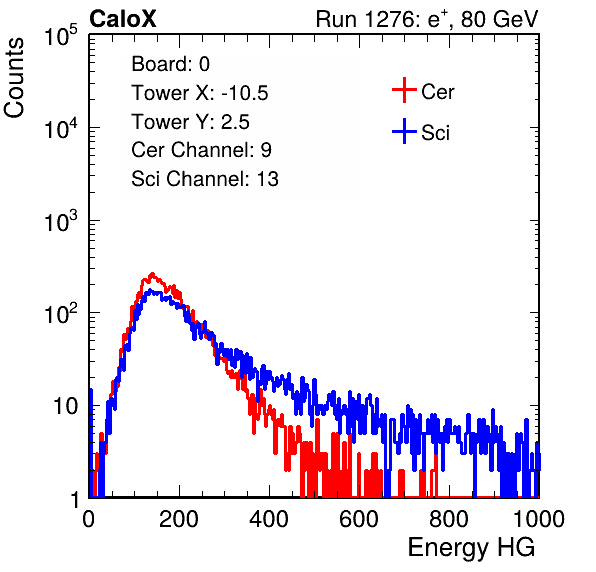 CaloX Run 1276: e⁺, 80 GeV
Counts
10⁵
10⁴
10³
10²
10
1
Board: 0
Tower X: -10.5
Tower Y: 2.5
Cer Channel: 9
Sci Channel: 13
Cer
Sci
0 200 400 600 800 1000
Energy HG